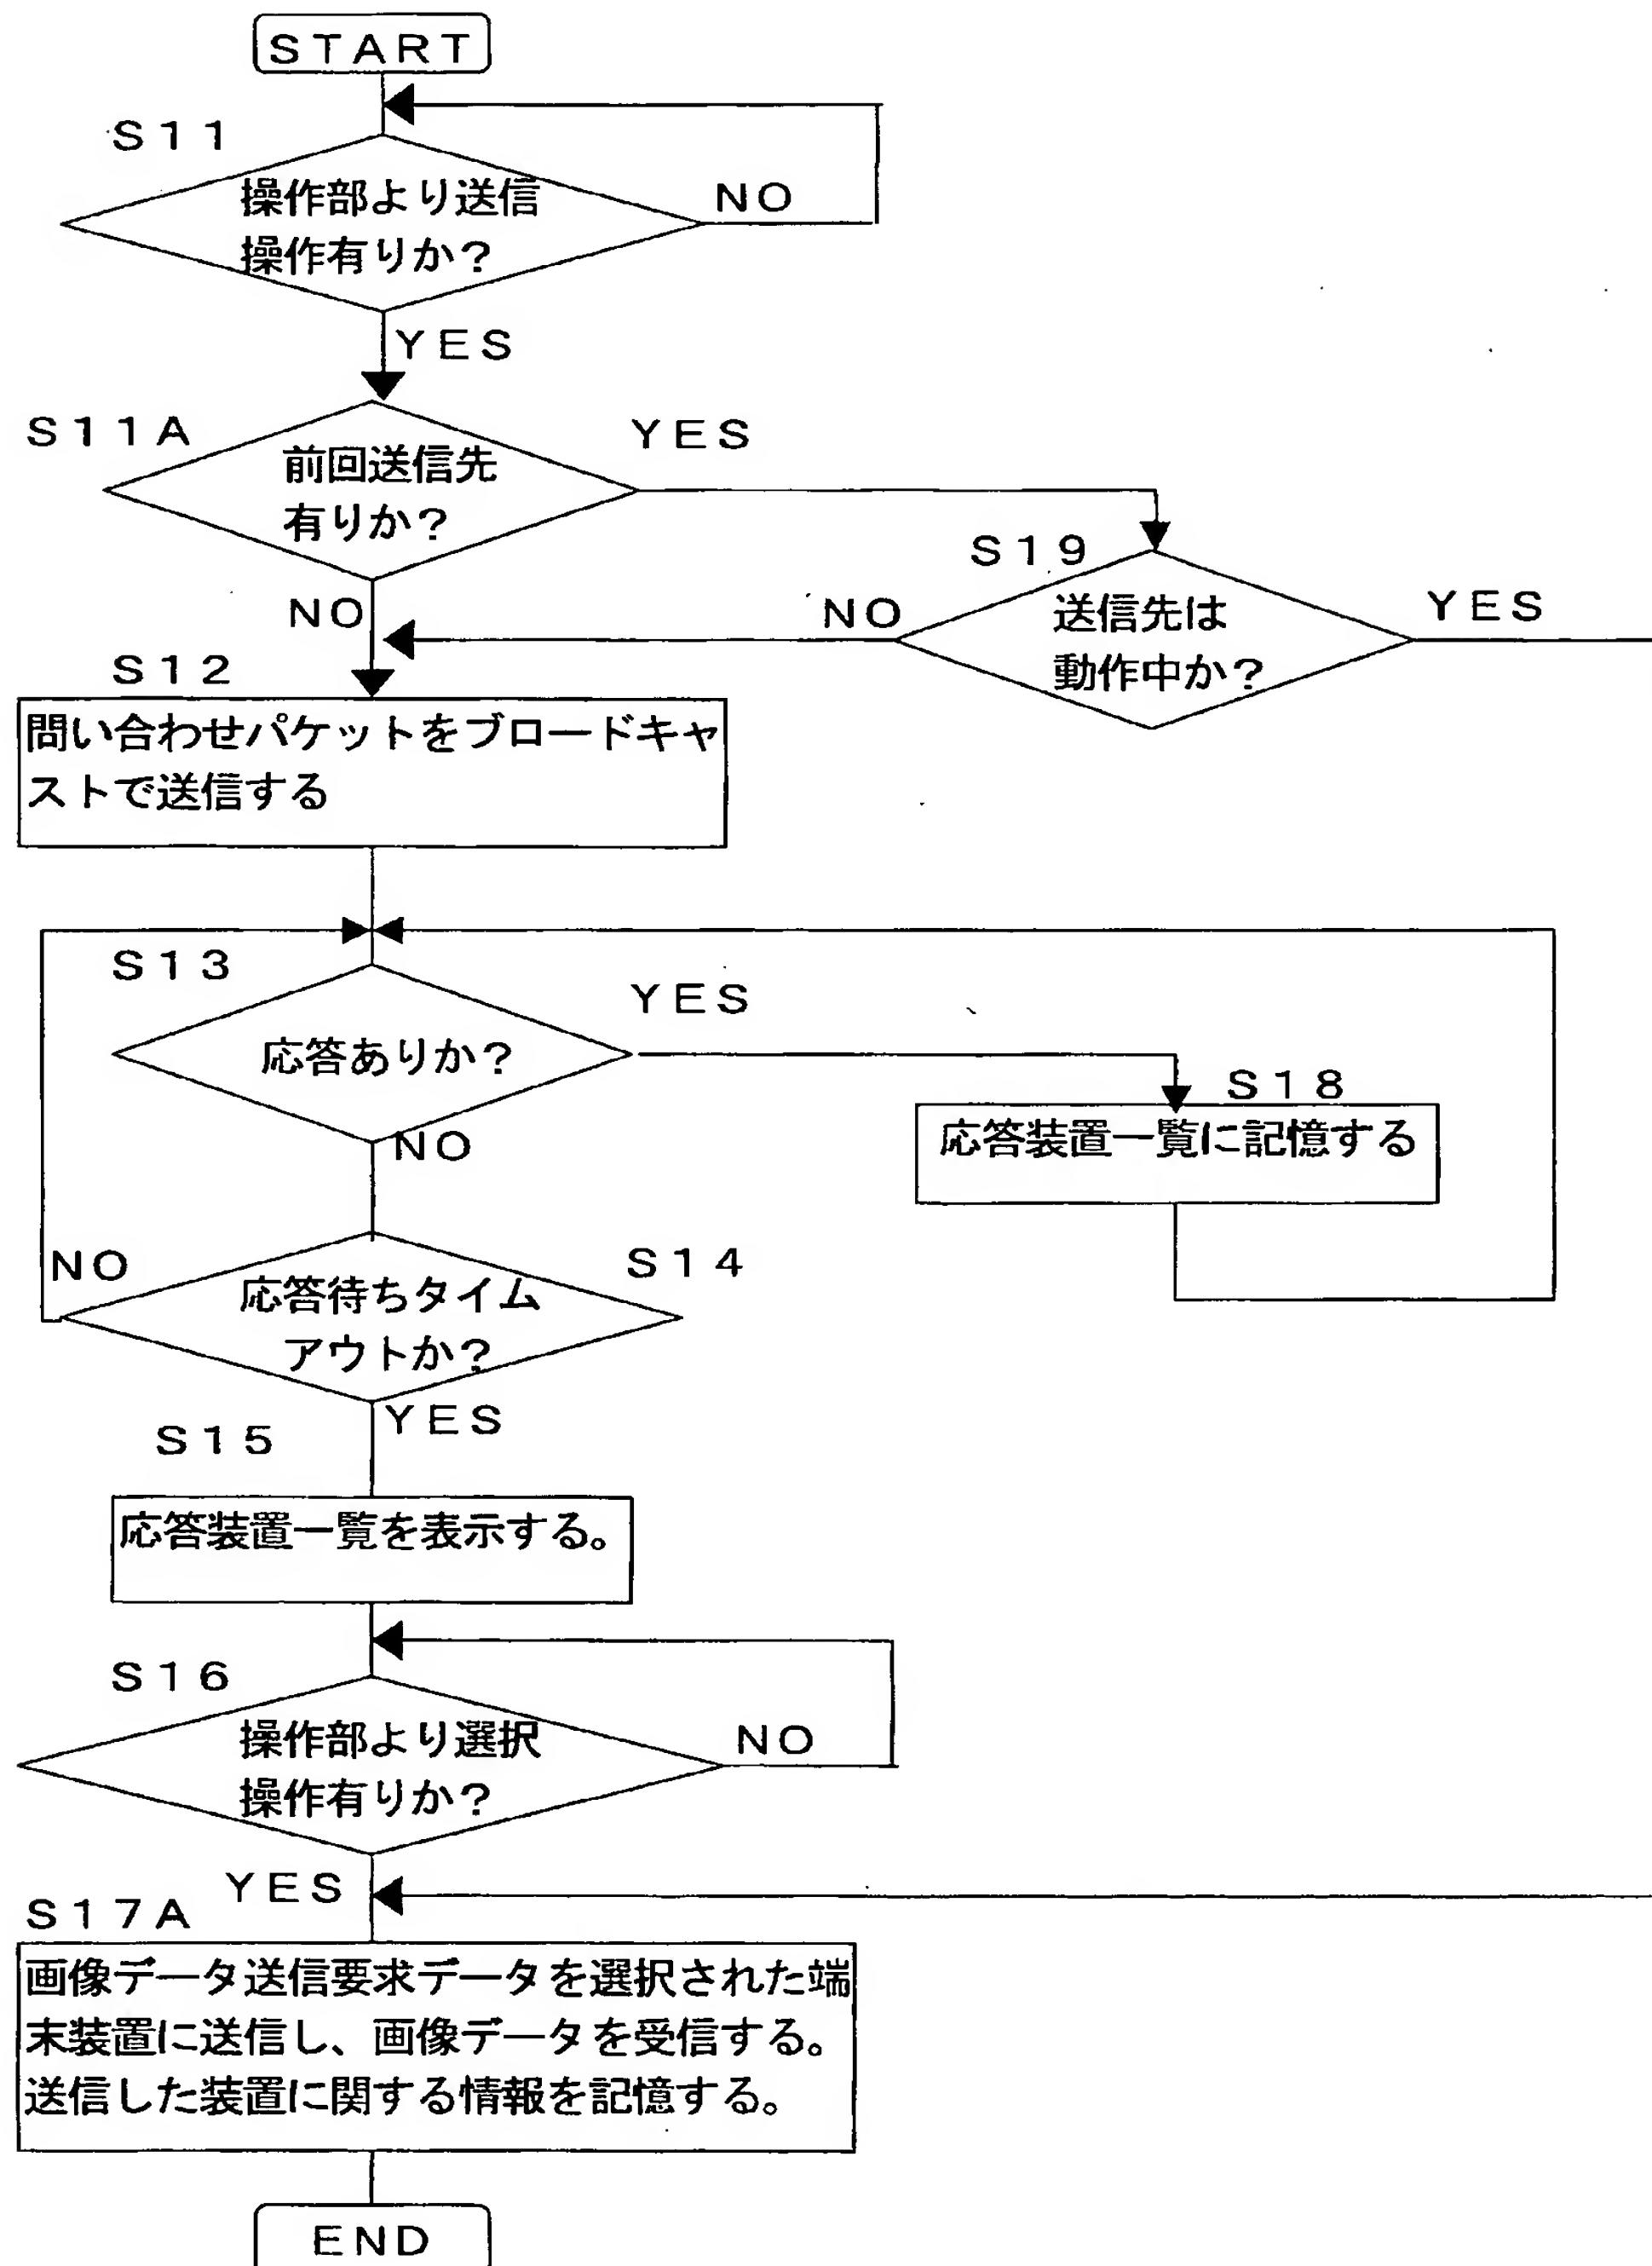 START
S11
操作部より送信
操作有りか？
NO
YES
S11A
前回送信先
有りか？
YES
NO
S19
送信先は
動作中か？
NO
YES
S12
問い合わせパケットをブロードキャ
ストで送信する
S13
応答ありか？
YES
NO
S18
応答装置一覧に記憶する
S14
応答待ちタイム
アウトか？
NO
YES
S15
応答装置一覧を表示する。
S16
操作部より選択
操作有りか？
NO
YES
S17A
画像データ送信要求データを選択された端
末装置に送信し、画像データを受信する。
送信した装置に関する情報を記憶する。
END